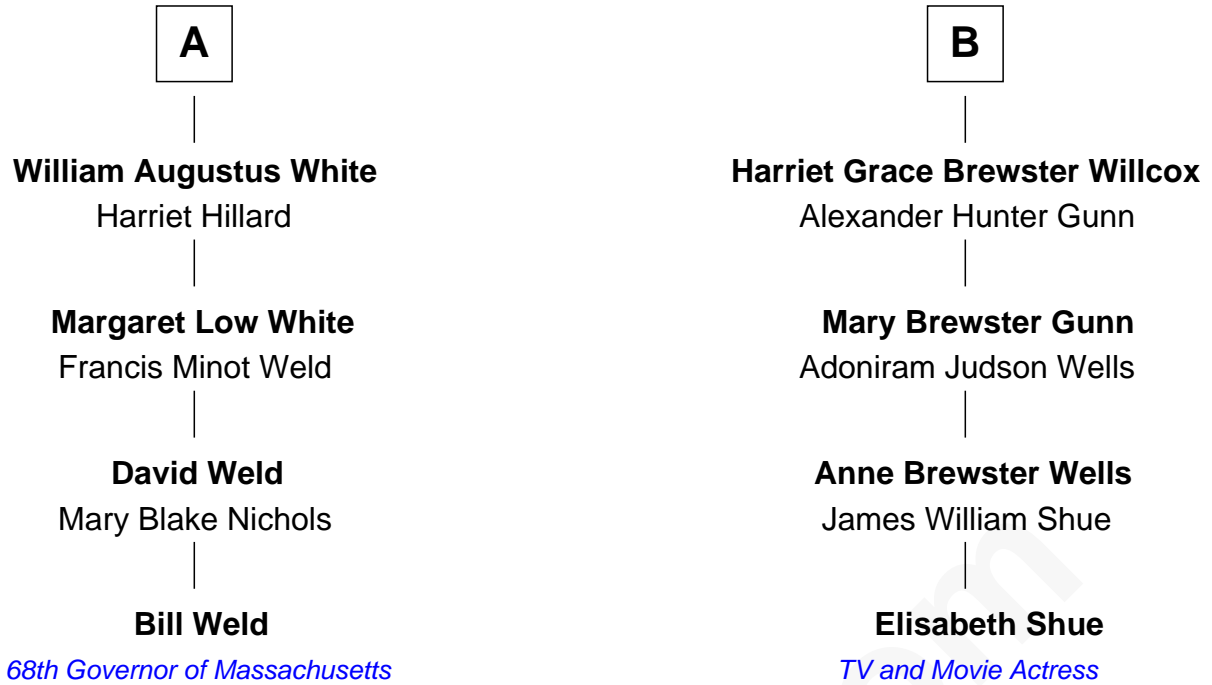 A
William Augustus White
Harriet Hillard
Margaret Low White
Francis Minot Weld
David Weld
Mary Blake Nichols
Bill Weld
68th Governor of Massachusetts
B
Harriet Grace Brewster Willcox
Alexander Hunter Gunn
Mary Brewster Gunn
Adoniram Judson Wells
Anne Brewster Wells
James William Shue
Elisabeth Shue
TV and Movie Actress